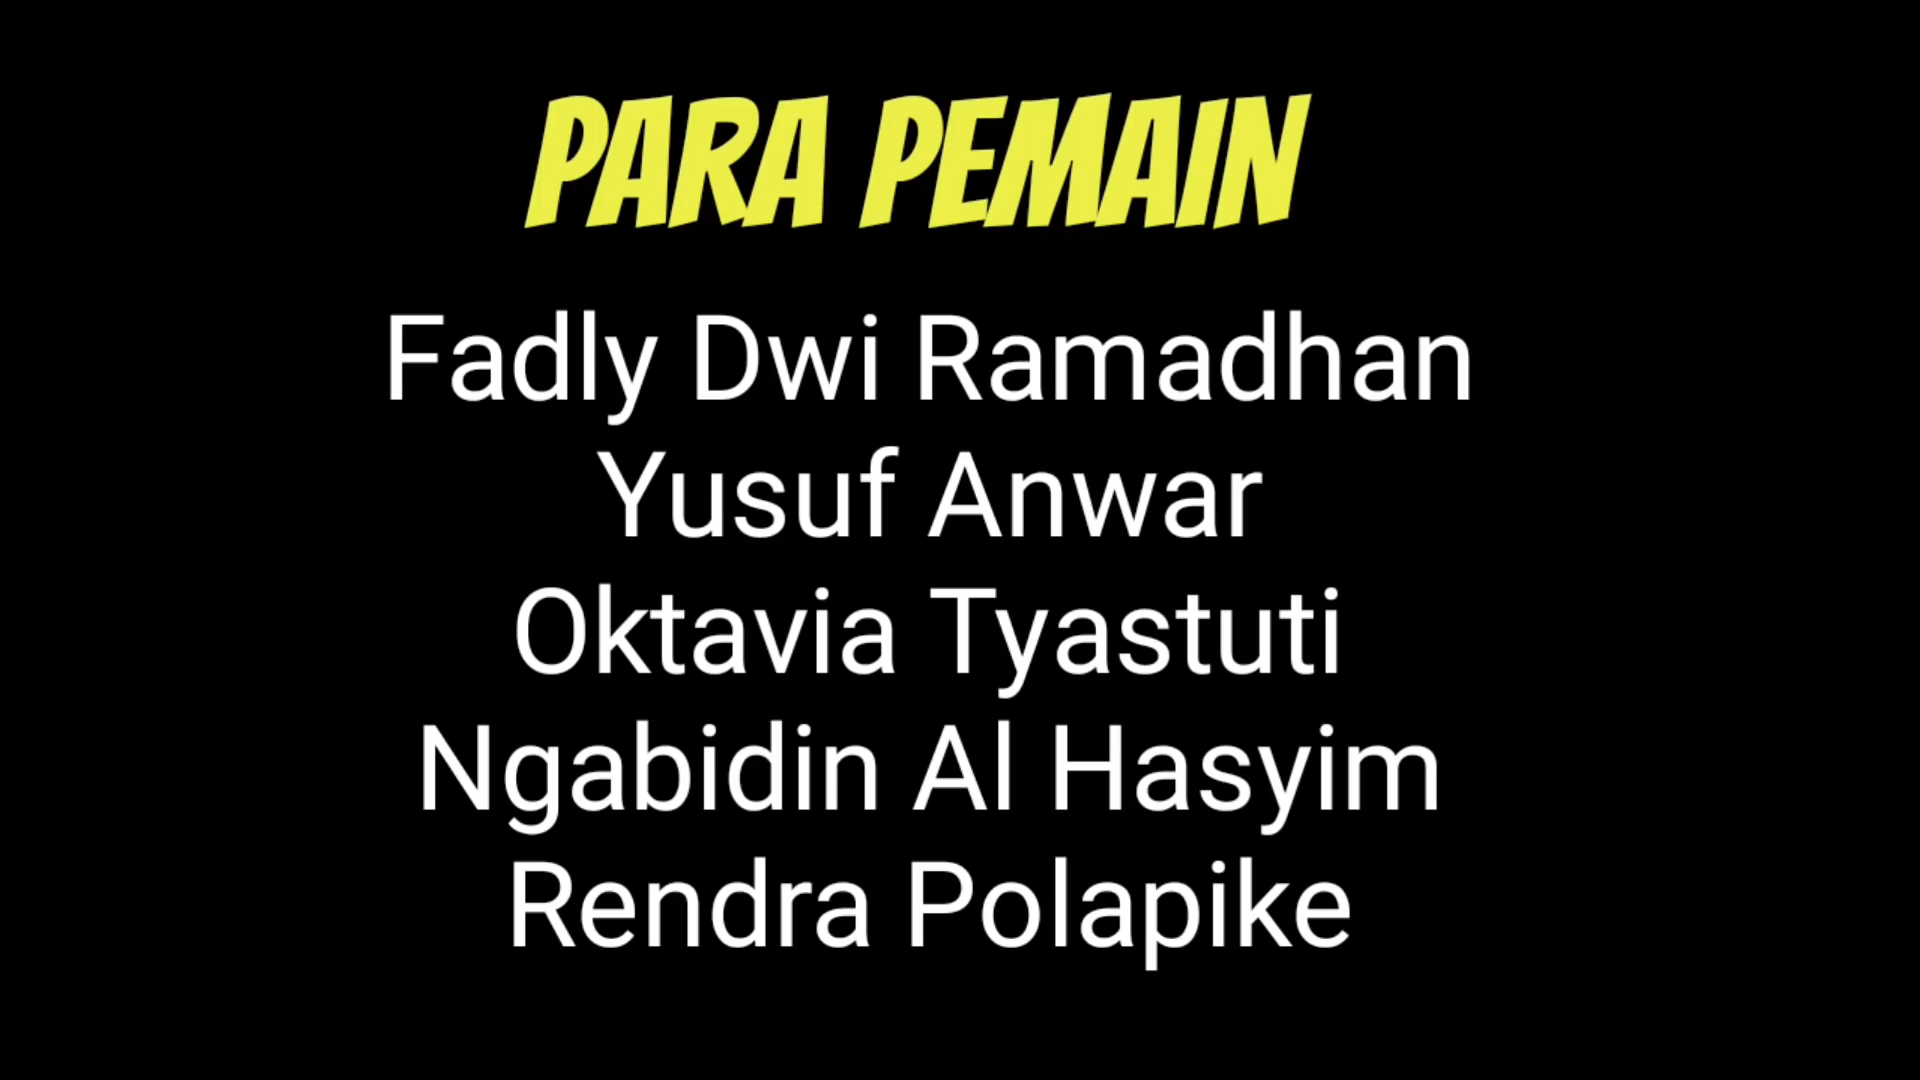 PARA PEMAIN
Fadly Dwi Ramadhan
Yusuf Anwar
Oktavia Tyastuti
Ngabidin Al Hasyim
Rendra Polapike